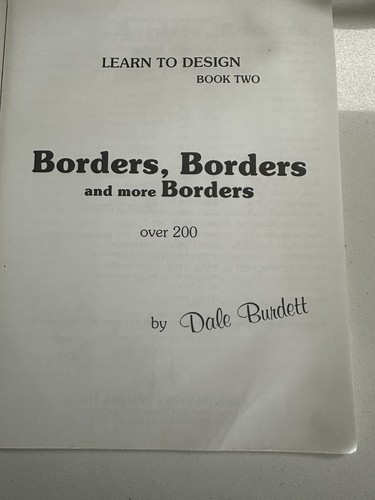 LEARN TO DESIGN
BOOK TWO
Borders, Borders
and more Borders
over 200
by Dale Burdett